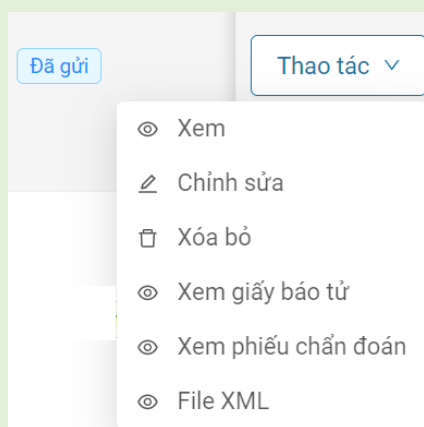 Đã gửi
Thao tác
Xem
Chỉnh sửa
Xóa bỏ
Xem giấy báo tử
Xem phiếu chẩn đoán
File XML